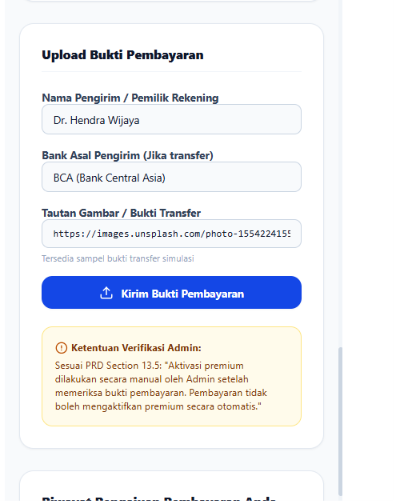 Upload Bukti Pembayaran
Nama Pengirim / Pemilik Rekening
Dr. Hendra Wijaya
Bank Asal Pengirim (Jika transfer)
BCA (Bank Central Asia)
Tautan Gambar / Bukti Transfer
https://images.unsplash.com/photo-1554224155
Tersedia sampel bukti transfer simulasi
Kirim Bukti Pembayaran
Ketentuan Verifikasi Admin:
Sesuai PRD Section 13.5: "Aktivasi premium
dilakukan secara manual oleh Admin setelah
memeriksa bukti pembayaran. Pembayaran tidak
boleh mengaktifkan premium secara otomatis."